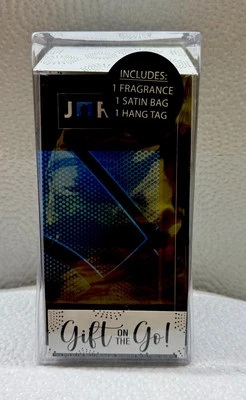 INCLUDES:
1 FRAGRANCE
1 SATIN BAG
1 HANG TAG
Gift ON THE Go!